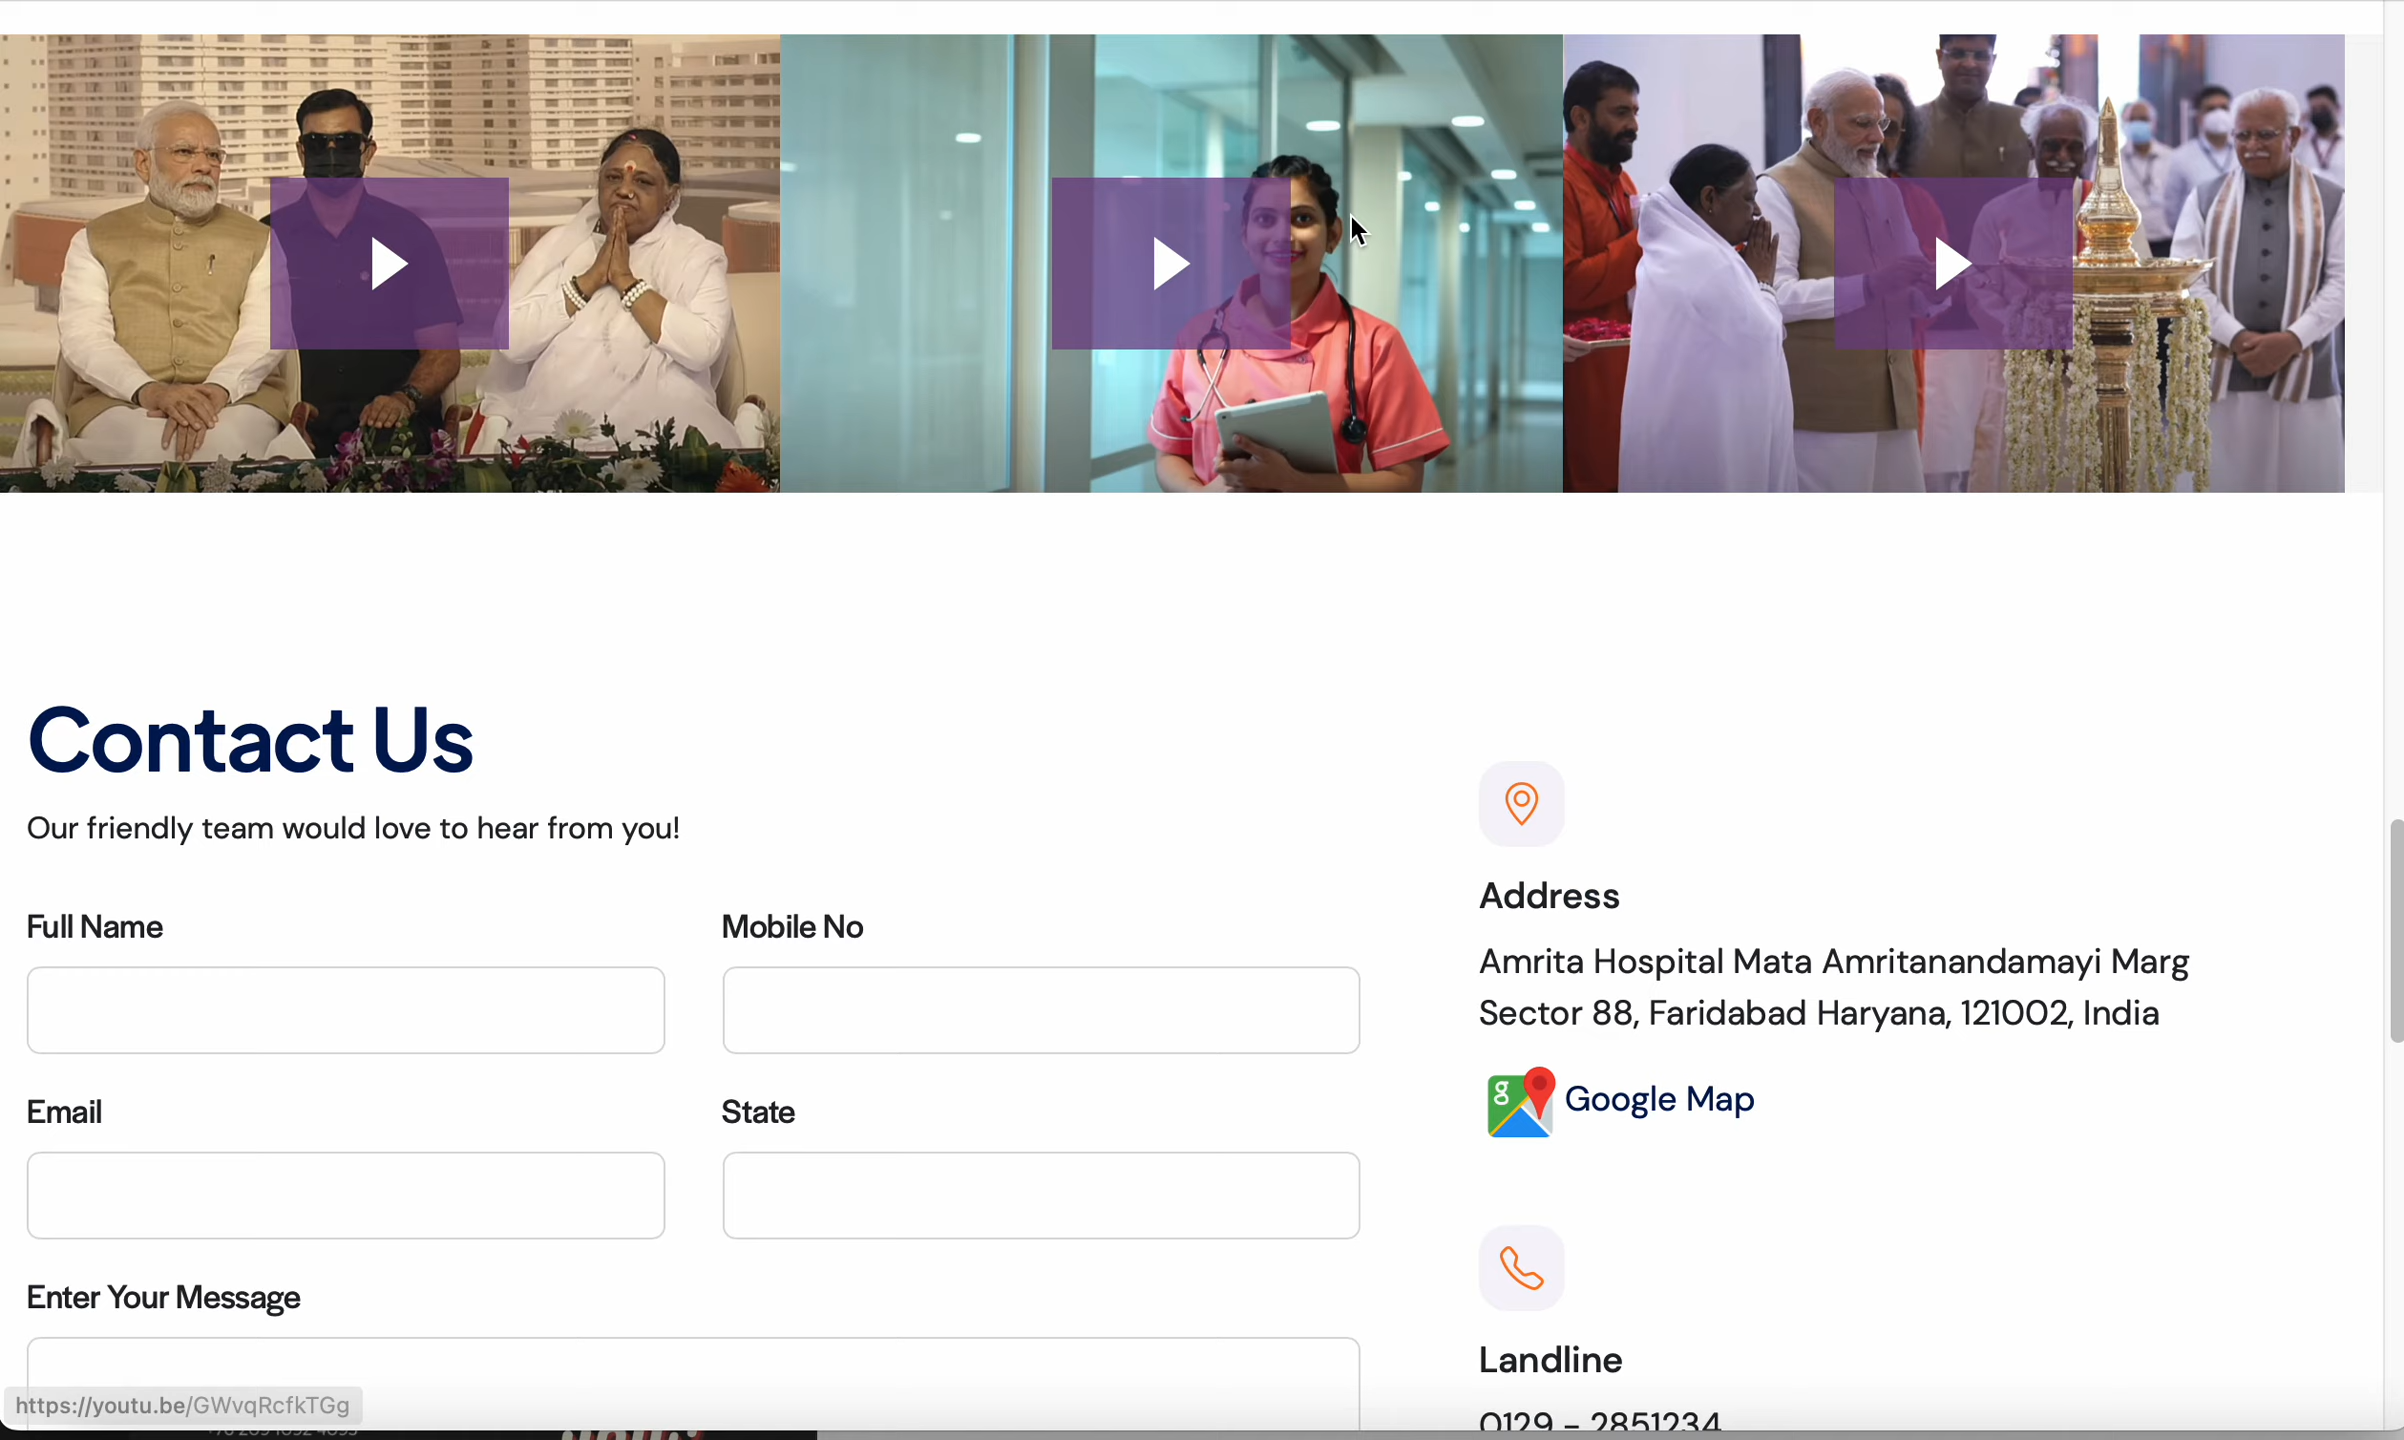 Contact Us
Our friendly team would love to hear from you!
Full Name
Mobile No
Email
State
Enter Your Message
Address
Amrita Hospital Mata Amritanandamayi Marg
Sector 88, Faridabad Haryana, 121002, India
Google Map
Landline
0129 - 2851234
https://youtu.be/GWvqRcfkTGg